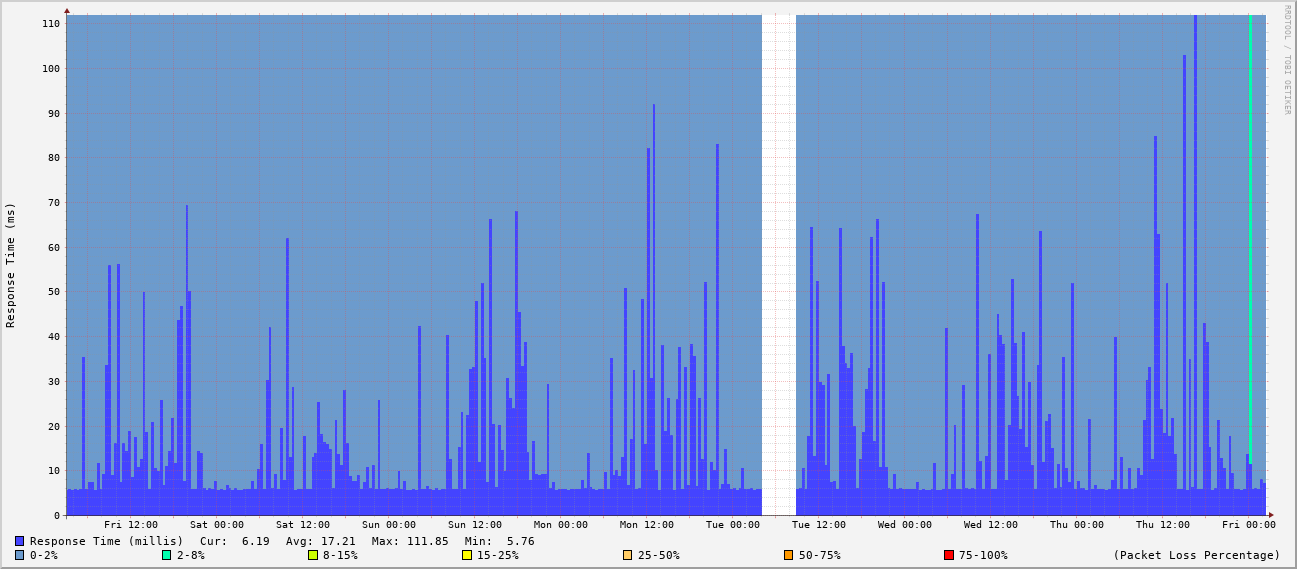 RRDTOOL / TOBI OETIKER
Response Time (ms)
110
100
90
80
70
60
50
40
30
20
10
0
Fri 12:00 Sat 00:00 Sat 12:00 Sun 00:00 Sun 12:00 Mon 00:00 Mon 12:00 Tue 00:00 Tue 12:00 Wed 00:00 Wed 12:00 Thu 00:00 Thu 12:00 Fri 00:00
Response Time (millis) Cur: 6.19 Avg: 17.21 Max: 111.85 Min: 5.76
0-2% 2-8% 8-15% 15-25% 25-50% 50-75% 75-100% (Packet Loss Percentage)